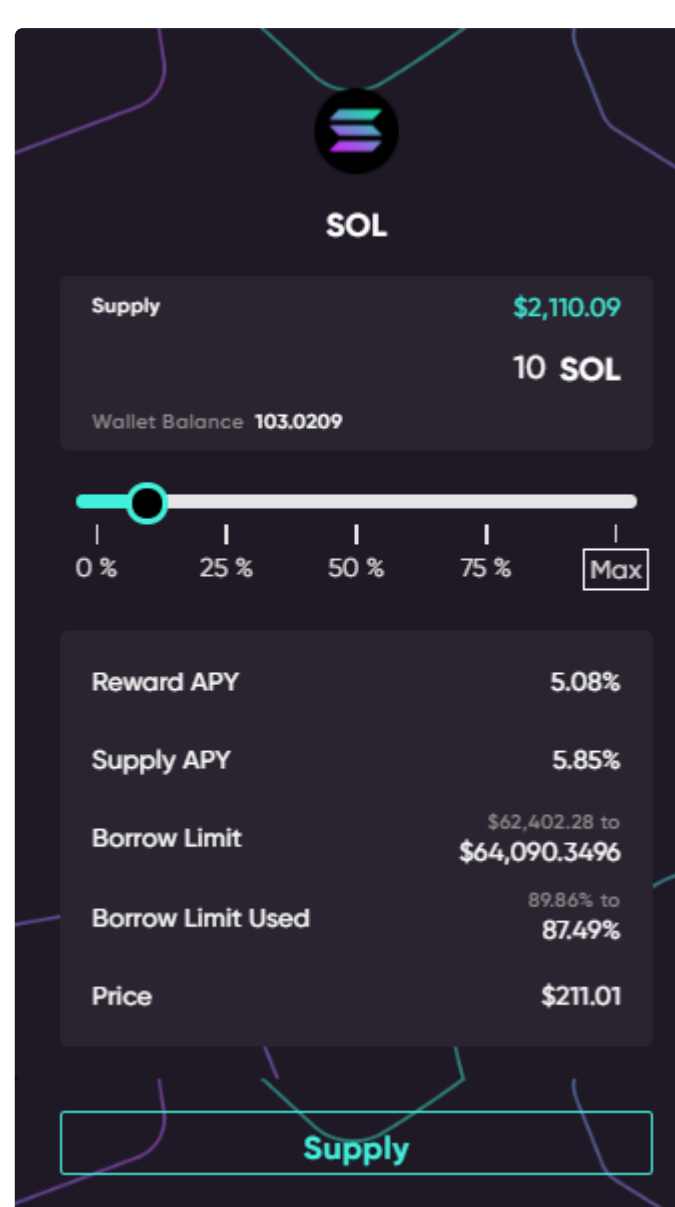 SOL
Supply $2,110.09
10 SOL
Wallet Balance 103.0209
0 % 25 % 50 % 75 % Max
Reward APY 5.08%
Supply APY 5.85%
$62,402.28 to
Borrow Limit $64,090.3496
89.86% to
Borrow Limit Used 87.49%
Price $211.01
Supply